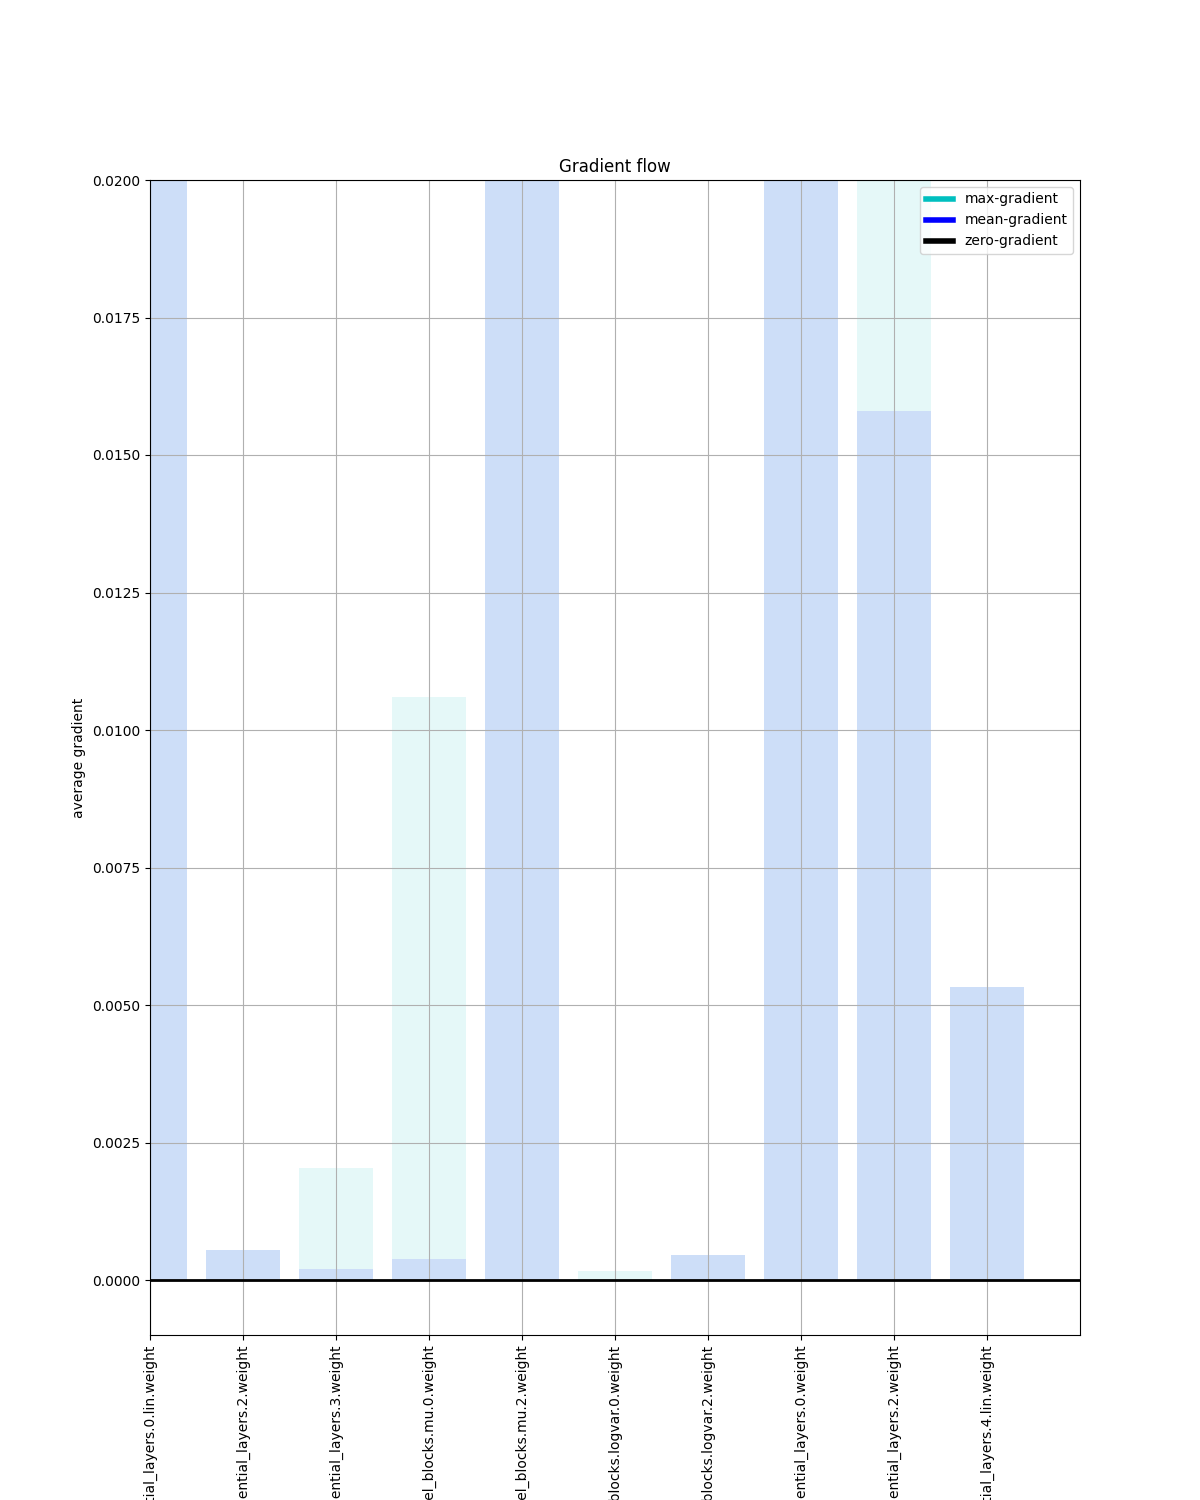 Gradient flow
max-gradient
mean-gradient
zero-gradient
0.0200
0.0175
0.0150
0.0125
0.0100
0.0075
0.0050
0.0025
0.0000
average gradient
tial_layers.0.lin.weight
ential_layers.2.weight
ential_layers.3.weight
el_blocks.mu.0.weight
el_blocks.mu.2.weight
blocks.logvar.0.weight
blocks.logvar.2.weight
ential_layers.0.weight
ential_layers.2.weight
tial_layers.4.lin.weight